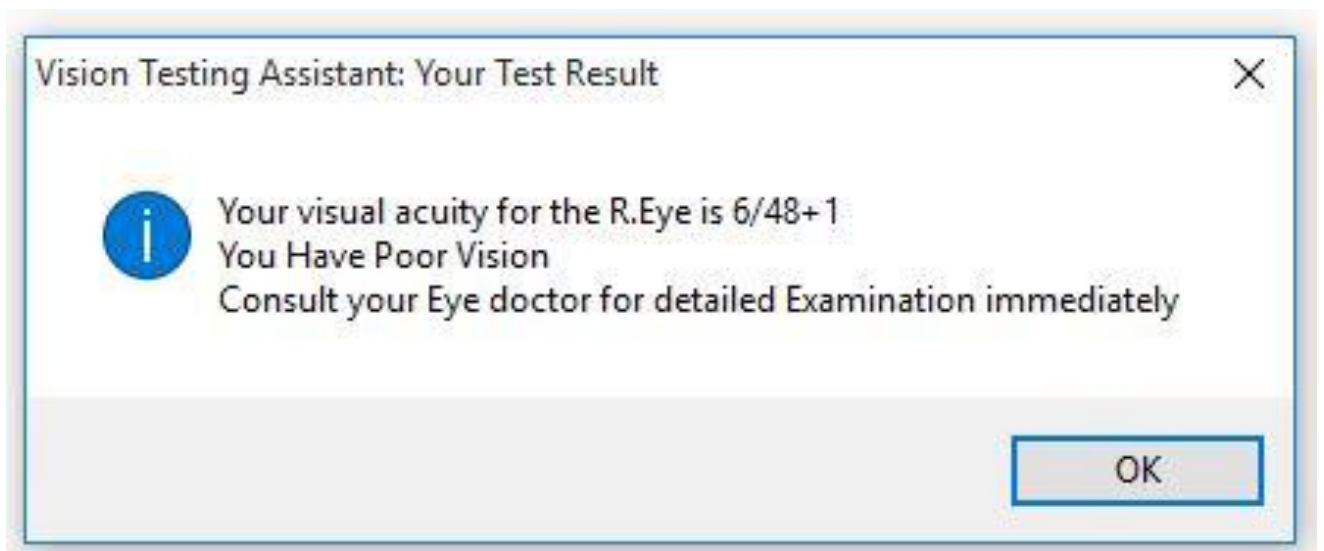 Vision Testing Assistant: Your Test Result
Your visual acuity for the R.Eye is 6/48+1
You Have Poor Vision
Consult your Eye doctor for detailed Examination immediately
OK